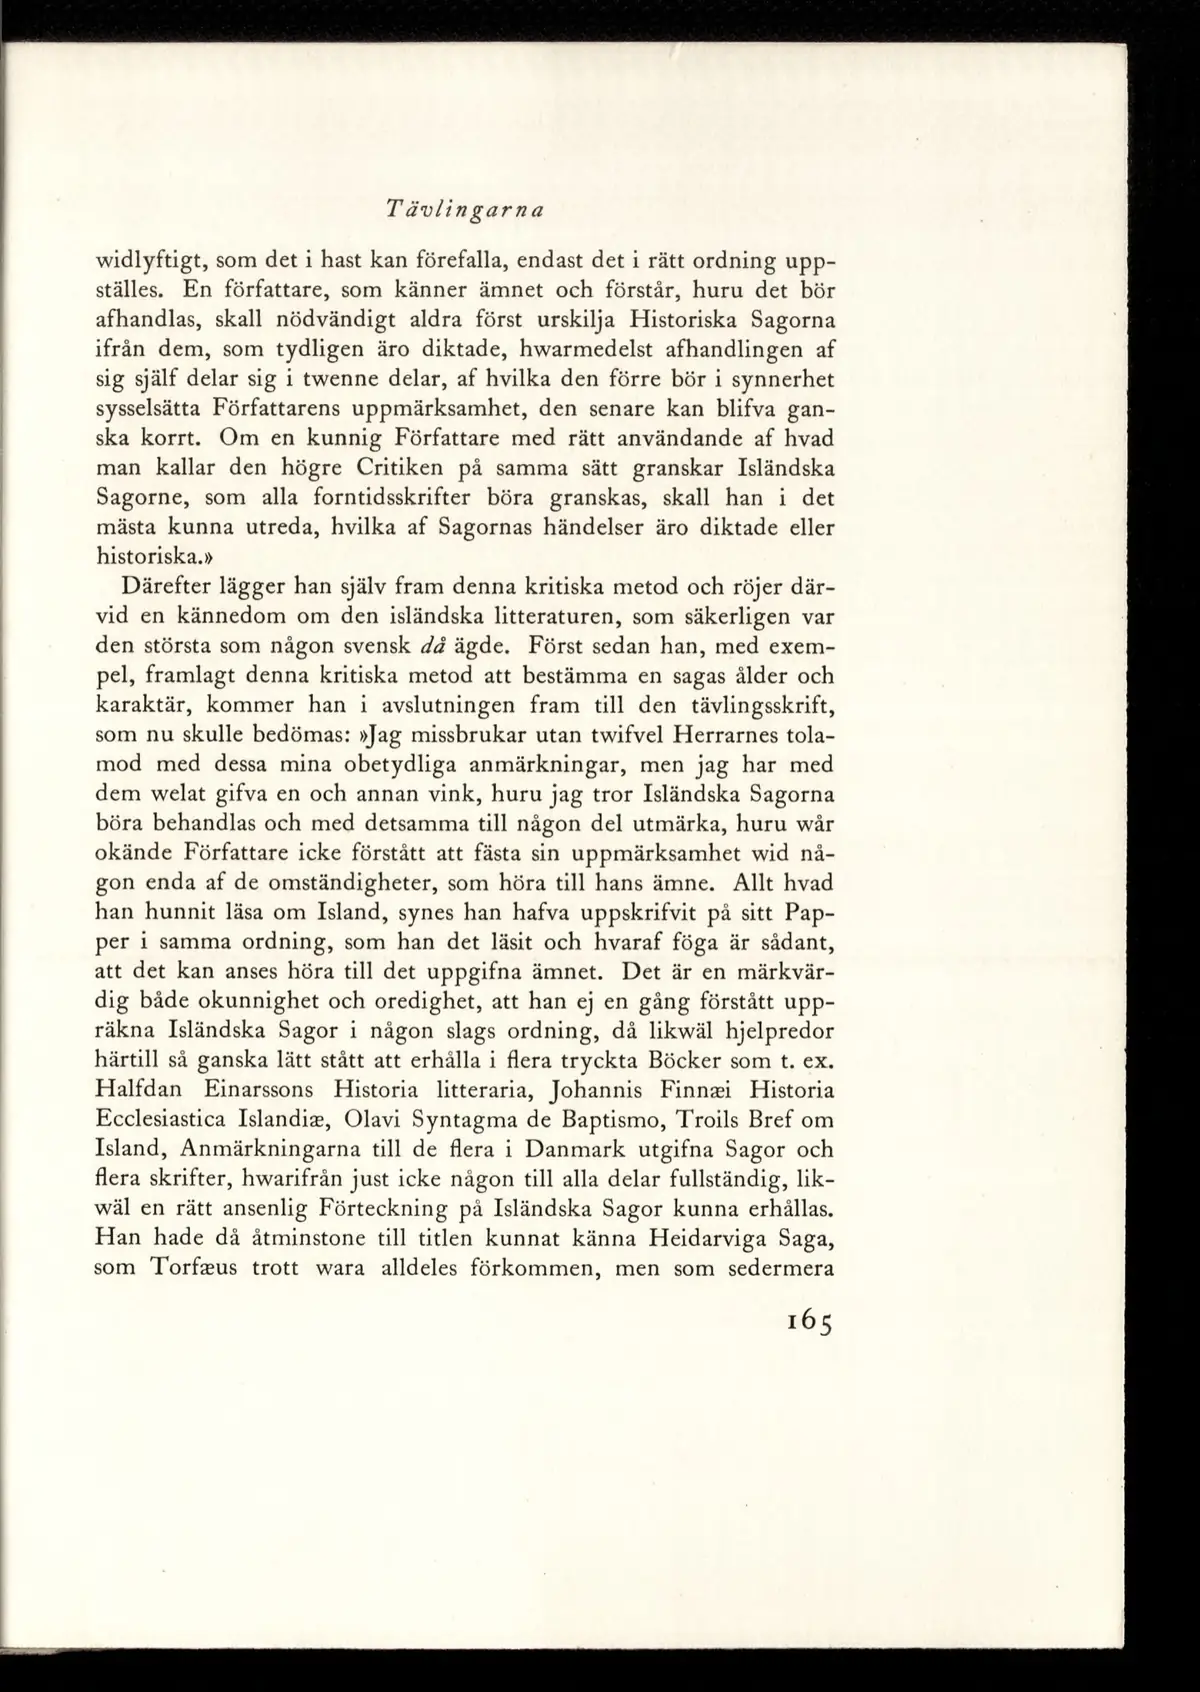 Tävlingarna
widlyftigt, som det i hast kan förefalla, endast det i rätt ordning upp-
ställes. En författare, som känner ämnet och förstår, huru det bör
afhandlas, skall nödvändigt aldra först urskilja Historiska Sagorna
ifrån dem, som tydligen äro diktade, hwarmedelst afhandlingen af
sig själf delar sig i twenne delar, af hvilka den förre bör i synnerhet
sysselsätta Författarens uppmärksamhet, den senare kan blifva gan-
ska korrt. Om en kunnig Författare med rätt användande af hvad
man kallar den högre Critiken på samma sätt granskar Isländska
Sagorne, som alla forntidsskrifter böra granskas, skall han i det
mästa kunna utreda, hvilka af Sagornas händelser äro diktade eller
historiska.»
Därefter lägger han själv fram denna kritiska metod och röjer där-
vid en kännedom om den isländska litteraturen, som säkerligen var
den största som någon svensk då ägde. Först sedan han, med exem-
pel, framlagt denna kritiska metod att bestämma en sagas ålder och
karaktär, kommer han i avslutningen fram till den tävlingsskrift,
som nu skulle bedömas: »Jag missbrukar utan twifvel Herrarnes tola-
mod med dessa mina obetydliga anmärkningar, men jag har med
dem welat gifva en och annan vink, huru jag tror Isländska Sagorna
böra behandlas och med detsamma till någon del utmärka, huru wår
okände Författare icke förstått att fästa sin uppmärksamhet wid nå-
gon enda af de omständigheter, som höra till hans ämne. Allt hvad
han hunnit läsa om Island, synes han hafva uppskrifvit på sitt Pap-
per i samma ordning, som han det läsit och hvaraf föga är sådant,
att det kan anses höra till det uppgifna ämnet. Det är en märkvär-
dig både okunnighet och oredighet, att han ej en gång förstått upp-
räkna Isländska Sagor i någon slags ordning, då likwäl hjelpredor
härtill så ganska lätt stått att erhålla i flera tryckta Böcker som t. ex.
Halfdan Einarssons Historia litteraria, Johannis Finnæi Historia
Ecclesiastica Islandiæ, Olavi Syntagma de Baptismo, Troils Bref om
Island, Anmärkningarna till de flera i Danmark utgifna Sagor och
flera skrifter, hwarifrån just icke någon till alla delar fullständig, lik-
wäl en rätt ansenlig Förteckning på Isländska Sagor kunna erhållas.
Han hade då åtminstone till titlen kunnat känna Heidarviga Saga,
som Torfæus trott wara alldeles förkommen, men som sedermera
165